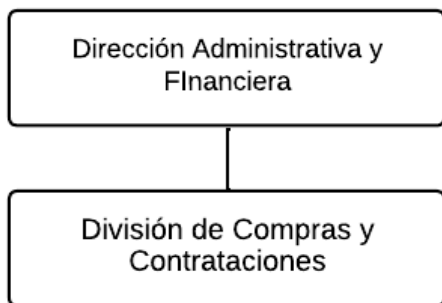 Dirección Administrativa y
FInanciera
División de Compras y
Contrataciones